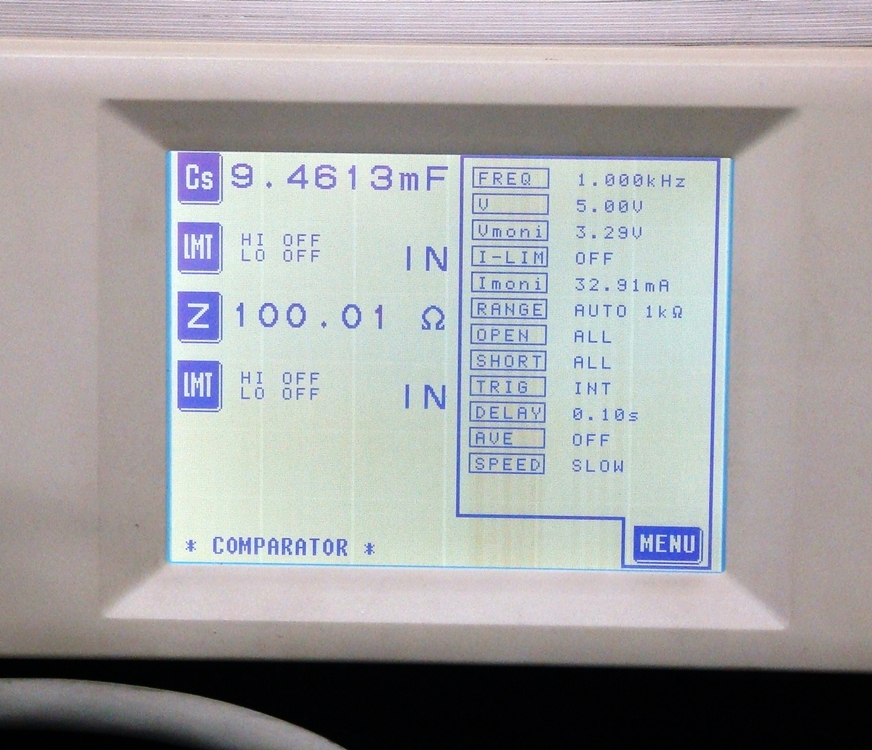 Cs 9.4613mF
LMT HI OFF
LO OFF IN
Z 100.01 Ω
LMT HI OFF
LO OFF IN
* COMPARATOR *
FREQ 1.000kHz
V 5.00V
Vmoni 3.29V
I-LIM OFF
Imoni 32.91mA
RANGE AUTO 1kΩ
OPEN ALL
SHORT ALL
TRIG INT
DELAY 0.10s
AVE OFF
SPEED SLOW
MENU